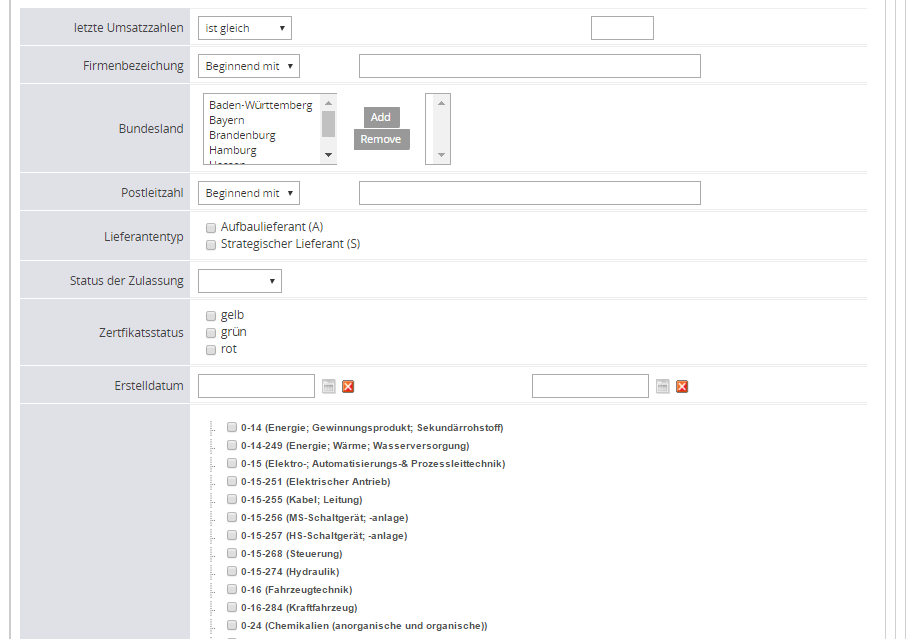 letzte Umsatzzahlen ist gleich
Firmenbezeichung Beginnend mit
Baden-Württemberg
Bayern
Add
Bundesland
Brandenburg
Remove
Hamburg
Hessen
Postleitzahl Beginnend mit
Aufbaulieferant (A)
Lieferantentyp
Strategischer Lieferant (S)
Status der Zulassung
gelb
Zertfikatsstatus
grün
rot
Erstelldatum
0-14 (Energie; Gewinnungsprodukt; Sekundärrohstoff)
0-14-249 (Energie; Wärme; Wasserversorgung)
0-15 (Elektro-; Automatisierungs-& Prozessleittechnik)
0-15-251 (Elektrischer Antrieb)
0-15-255 (Kabel; Leitung)
0-15-256 (MS-Schaltgerät; -anlage)
0-15-257 (HS-Schaltgerät; -anlage)
0-15-268 (Steuerung)
0-15-274 (Hydraulik)
0-16 (Fahrzeugtechnik)
0-16-284 (Kraftfahrzeug)
0-24 (Chemikalien (anorganische und organische))